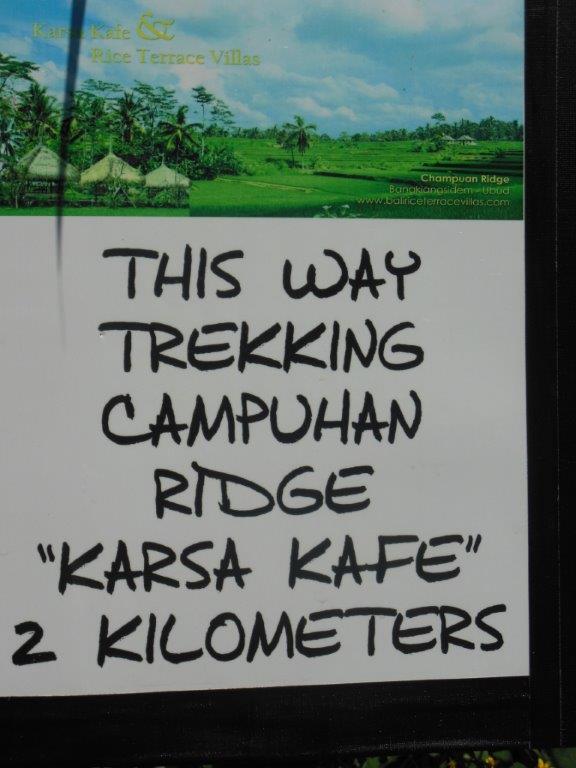 Karsa Kafe &
Rice Terrace Villas
Champuan Ridge
Bangkiangsidem - Ubud
www.baliriceterracevillas.com
THIS WAY
TREKKING
CAMPUHAN
RIDGE
"KARSA KAFE"
2 KILOMETERS